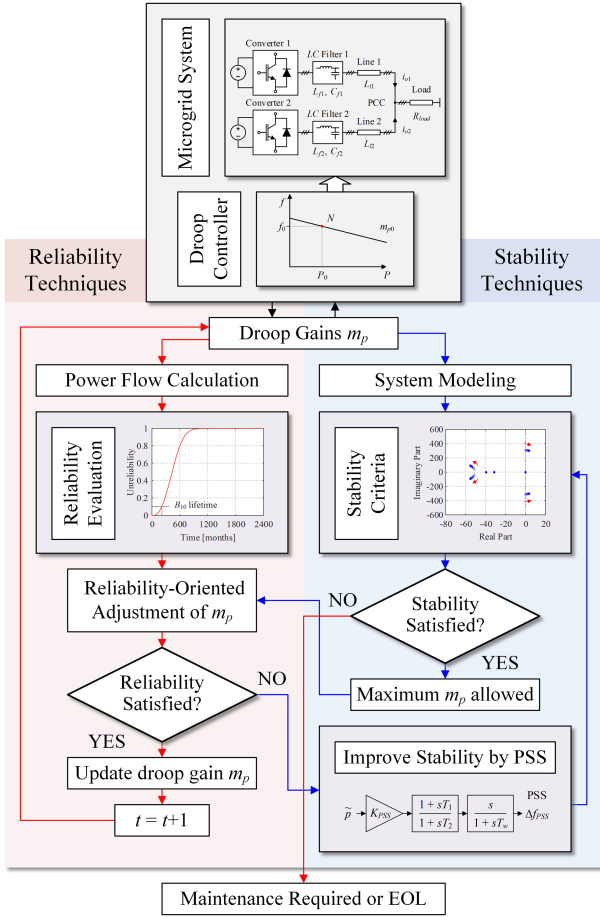 Microgrid System
Converter 1
LC Filter 1
Line 1
L_f1, C_f1
L_l1
i_o1
PCC
Load
R_load
Converter 2
LC Filter 2
Line 2
L_f2, C_f2
L_l2
i_o2
Droop
Controller
f
N
f_0
m_p0
P_0
P
Reliability
Techniques
Stability
Techniques
Droop Gains m_p
Power Flow Calculation
System Modeling
Reliability
Evaluation
Unreliability
1
0.8
0.6
0.4
0.2
0
B_10 lifetime
0 600 1200 1800 2400
Time [months]
Stability
Criteria
Imaginary Part
600
400
200
0
-200
-400
-600
-80 -60 -40 -20 0 20
Real Part
Reliability-Oriented
Adjustment of m_p
NO
Stability
Satisfied?
YES
Maximum m_p allowed
Reliability
Satisfied?
NO
YES
Update droop gain m_p
t = t+1
Improve Stability by PSS
p̃
K_PSS
1 + sT_1
1 + sT_2
s
1 + sT_w
PSS
Δf_PSS
Maintenance Required or EOL